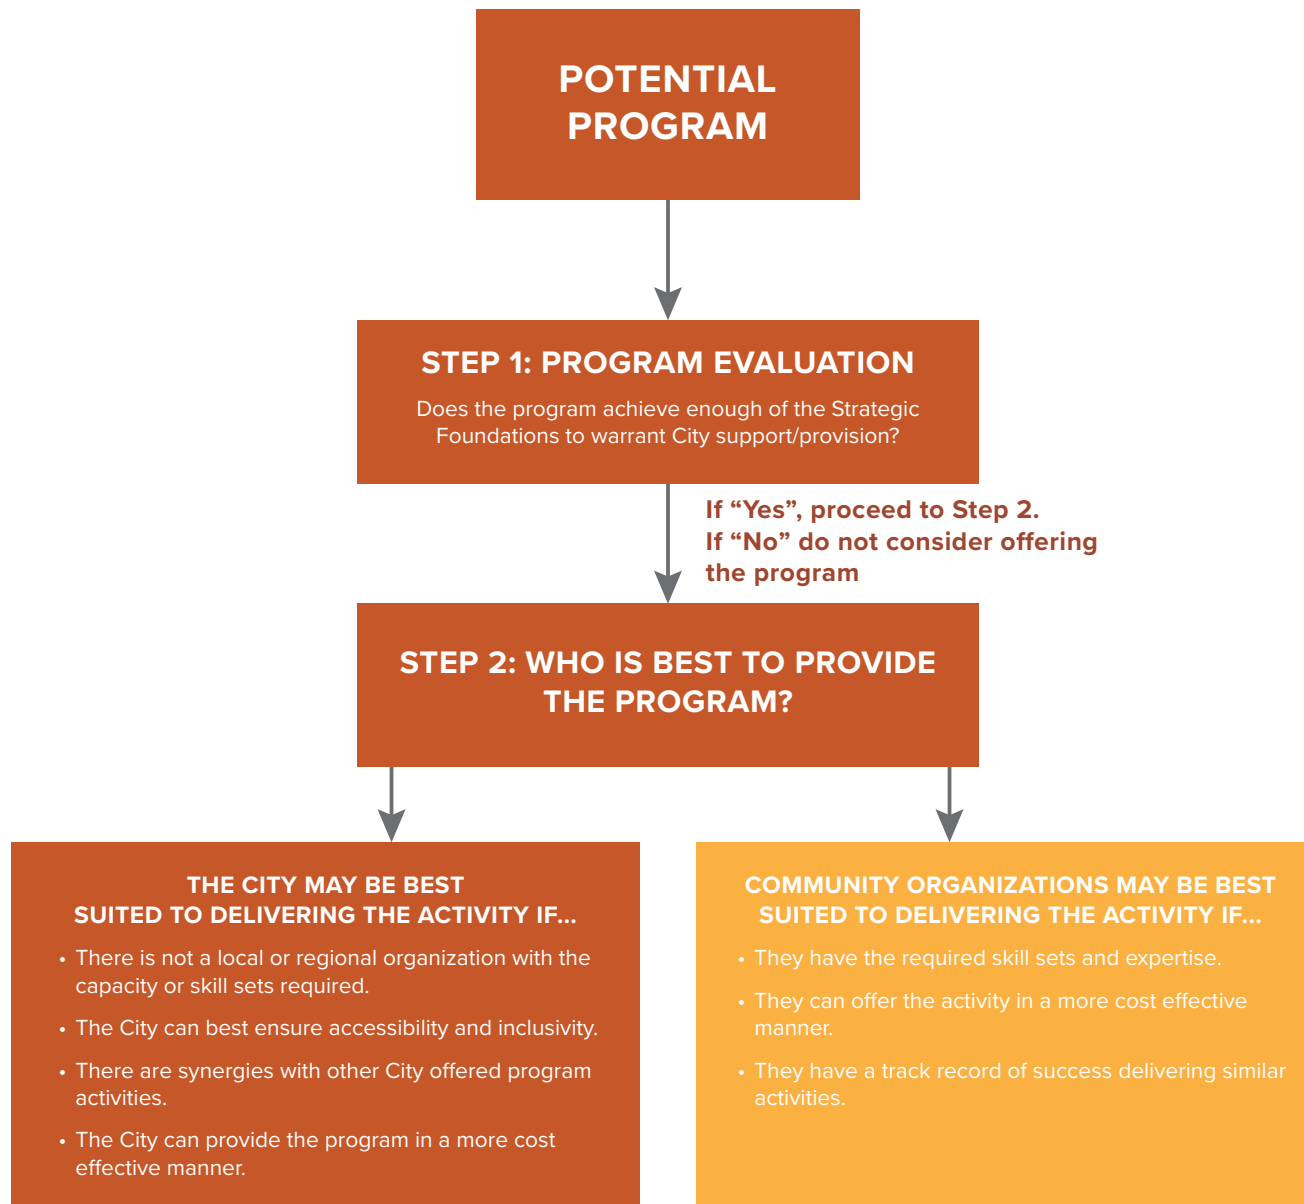 POTENTIAL
PROGRAM
STEP 1: PROGRAM EVALUATION
Does the program achieve enough of the Strategic
Foundations to warrant City support/provision?
If “Yes”, proceed to Step 2.
If “No” do not consider offering
the program
STEP 2: WHO IS BEST TO PROVIDE
THE PROGRAM?
THE CITY MAY BE BEST
SUITED TO DELIVERING THE ACTIVITY IF...
• There is not a local or regional organization with the
capacity or skill sets required.
• The City can best ensure accessibility and inclusivity.
• There are synergies with other City offered program
activities.
• The City can provide the program in a more cost
effective manner.
COMMUNITY ORGANIZATIONS MAY BE BEST
SUITED TO DELIVERING THE ACTIVITY IF...
• They have the required skill sets and expertise.
• They can offer the activity in a more cost effective
manner.
• They have a track record of success delivering similar
activities.